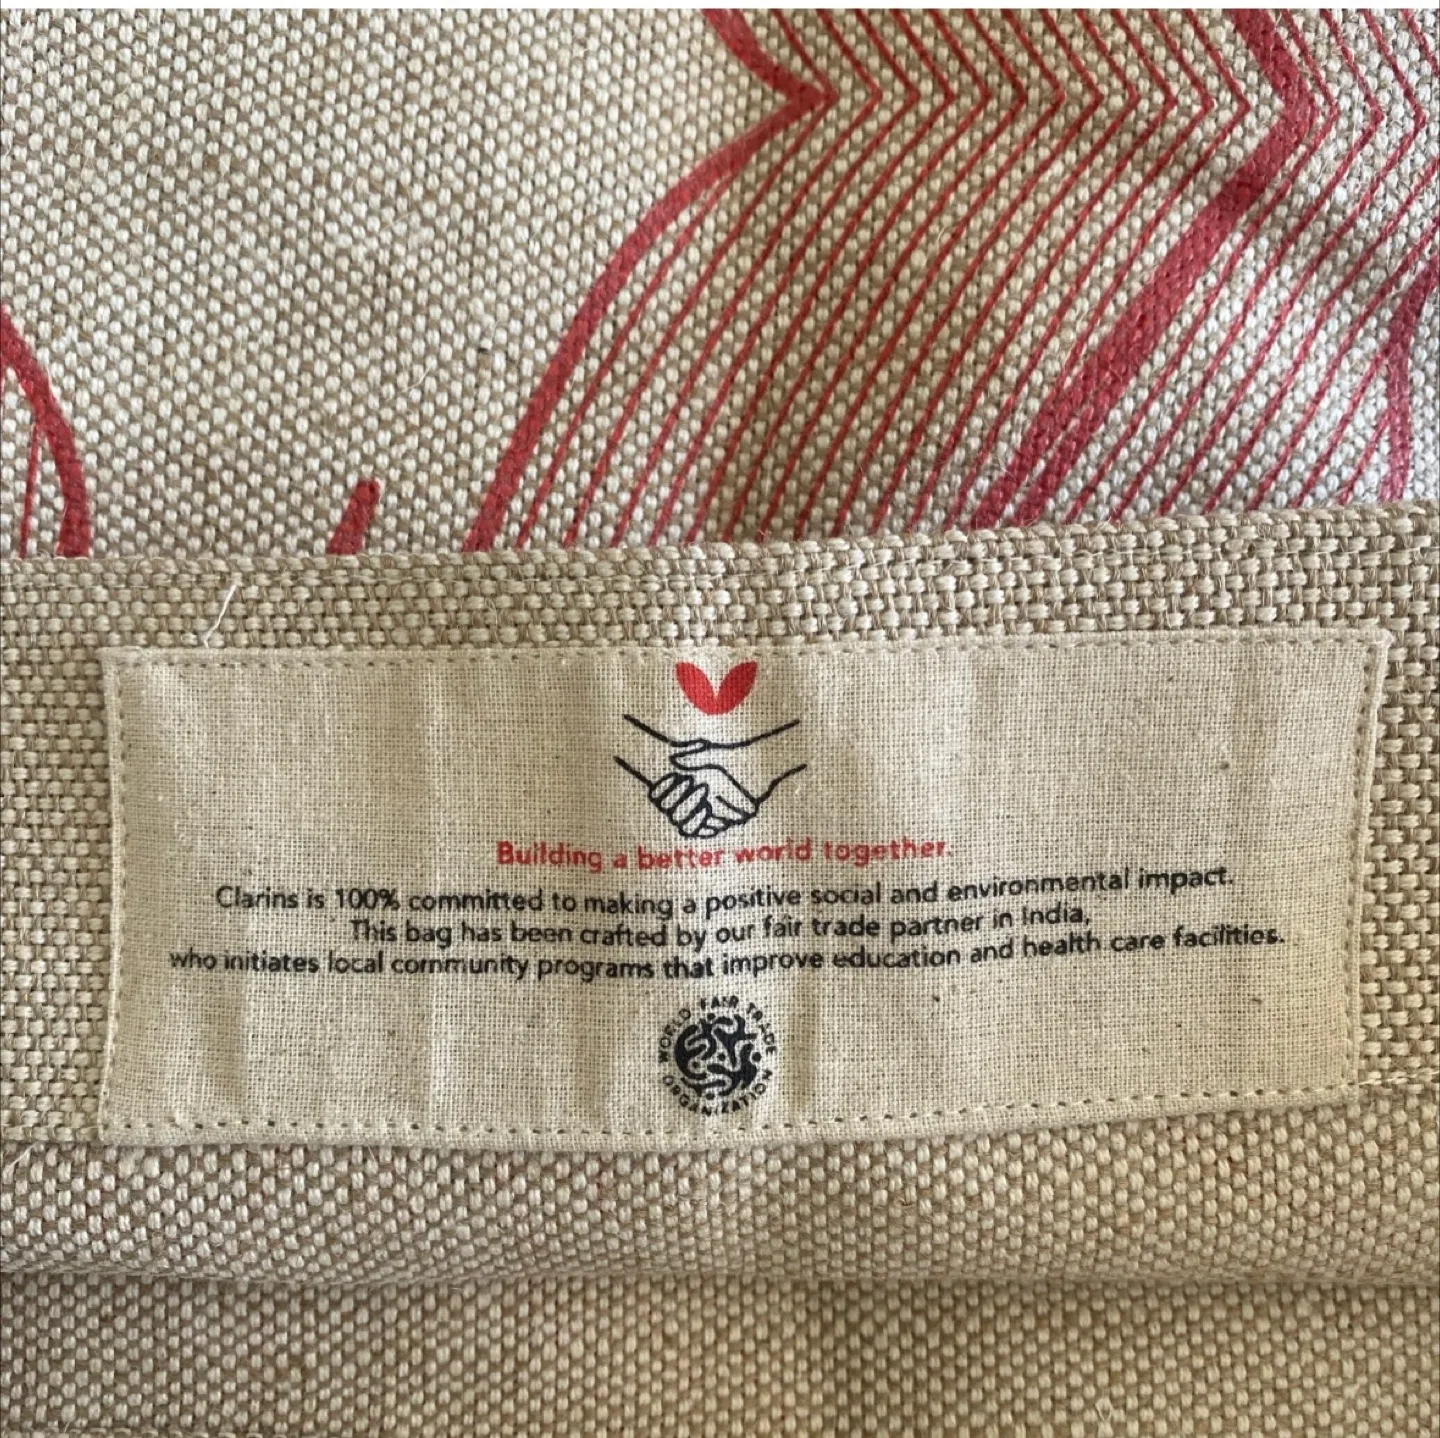 Building a better world together.
Clarins is 100% committed to making a positive social and environmental impact.
This bag has been crafted by our fair trade partner in India,
who initiates local community programs that improve education and health care facilities.
WORLD FAIR TRADE ORGANIZATION